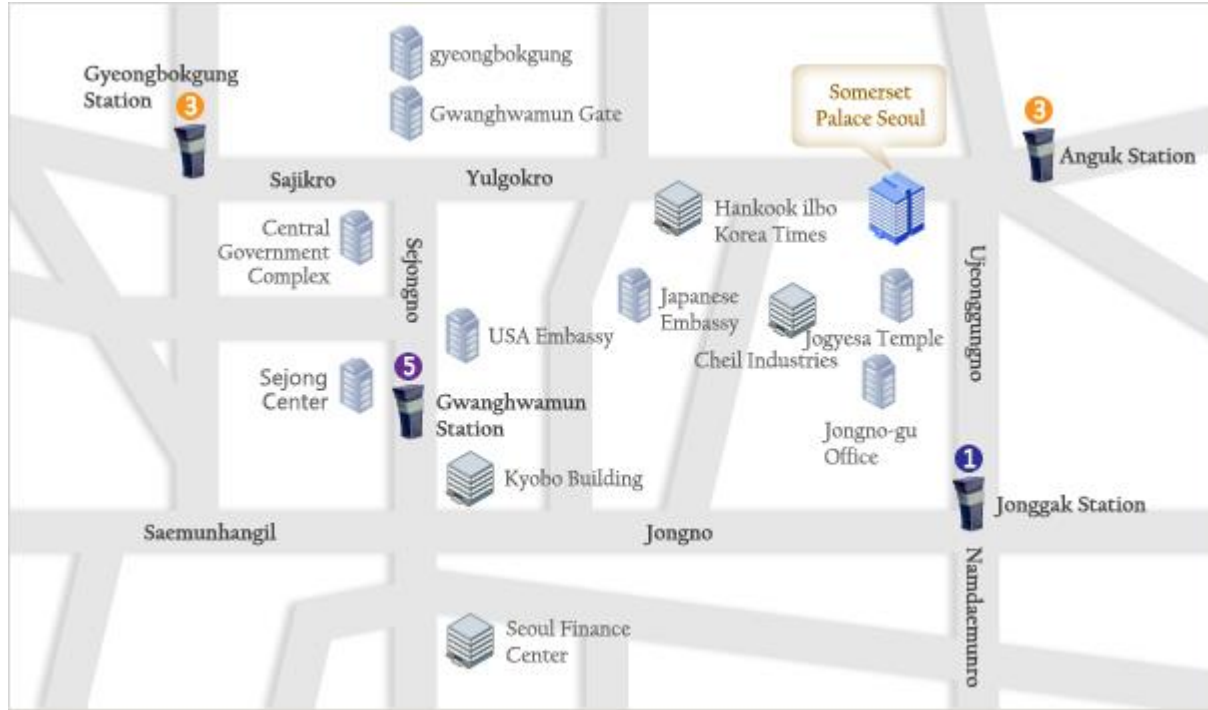 gyeongbokgung
Gyeongbokgung
Station
3
Gwanghwamun Gate
Somerset
Palace Seoul
3
Anguk Station
Sajikro
Yulgokro
Hankook ilbo
Korea Times
Central
Government
Complex
Sejongno
Ujeonggungno
Japanese
Embassy
USA Embassy
Jogyesa Temple
Cheil Industries
5
Sejong
Center
Gwanghwamun
Station
Jongno-gu
Office
1
Kyobo Building
Jonggak Station
Saemunhangil
Jongno
Namdaemunro
Seoul Finance
Center